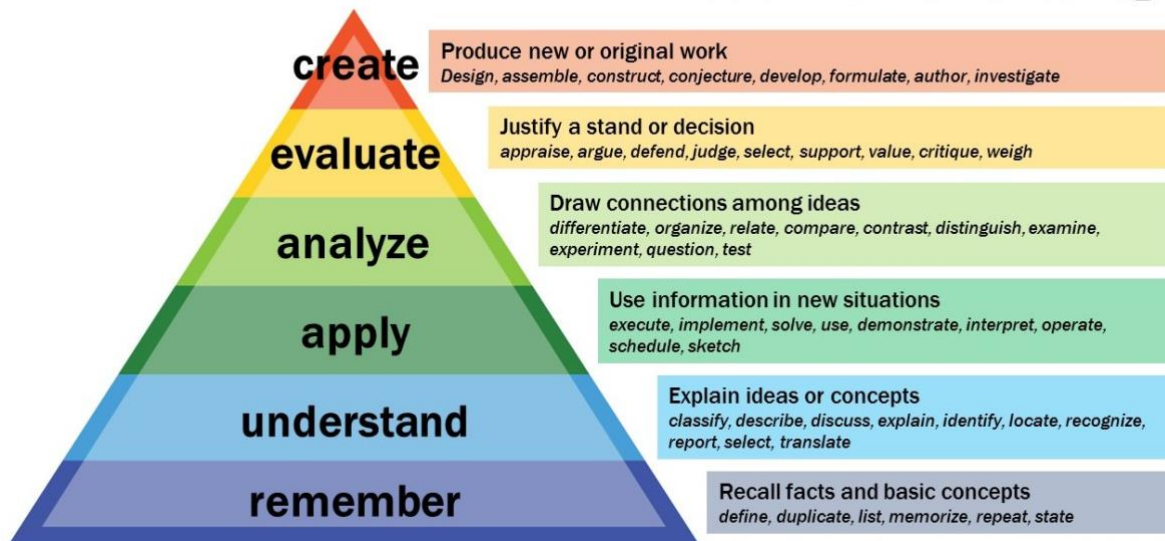 create
Produce new or original work
Design, assemble, construct, conjecture, develop, formulate, author, investigate
evaluate
Justify a stand or decision
appraise, argue, defend, judge, select, support, value, critique, weigh
analyze
Draw connections among ideas
differentiate, organize, relate, compare, contrast, distinguish, examine,
experiment, question, test
apply
Use information in new situations
execute, implement, solve, use, demonstrate, interpret, operate,
schedule, sketch
understand
Explain ideas or concepts
classify, describe, discuss, explain, identify, locate, recognize,
report, select, translate
remember
Recall facts and basic concepts
define, duplicate, list, memorize, repeat, state